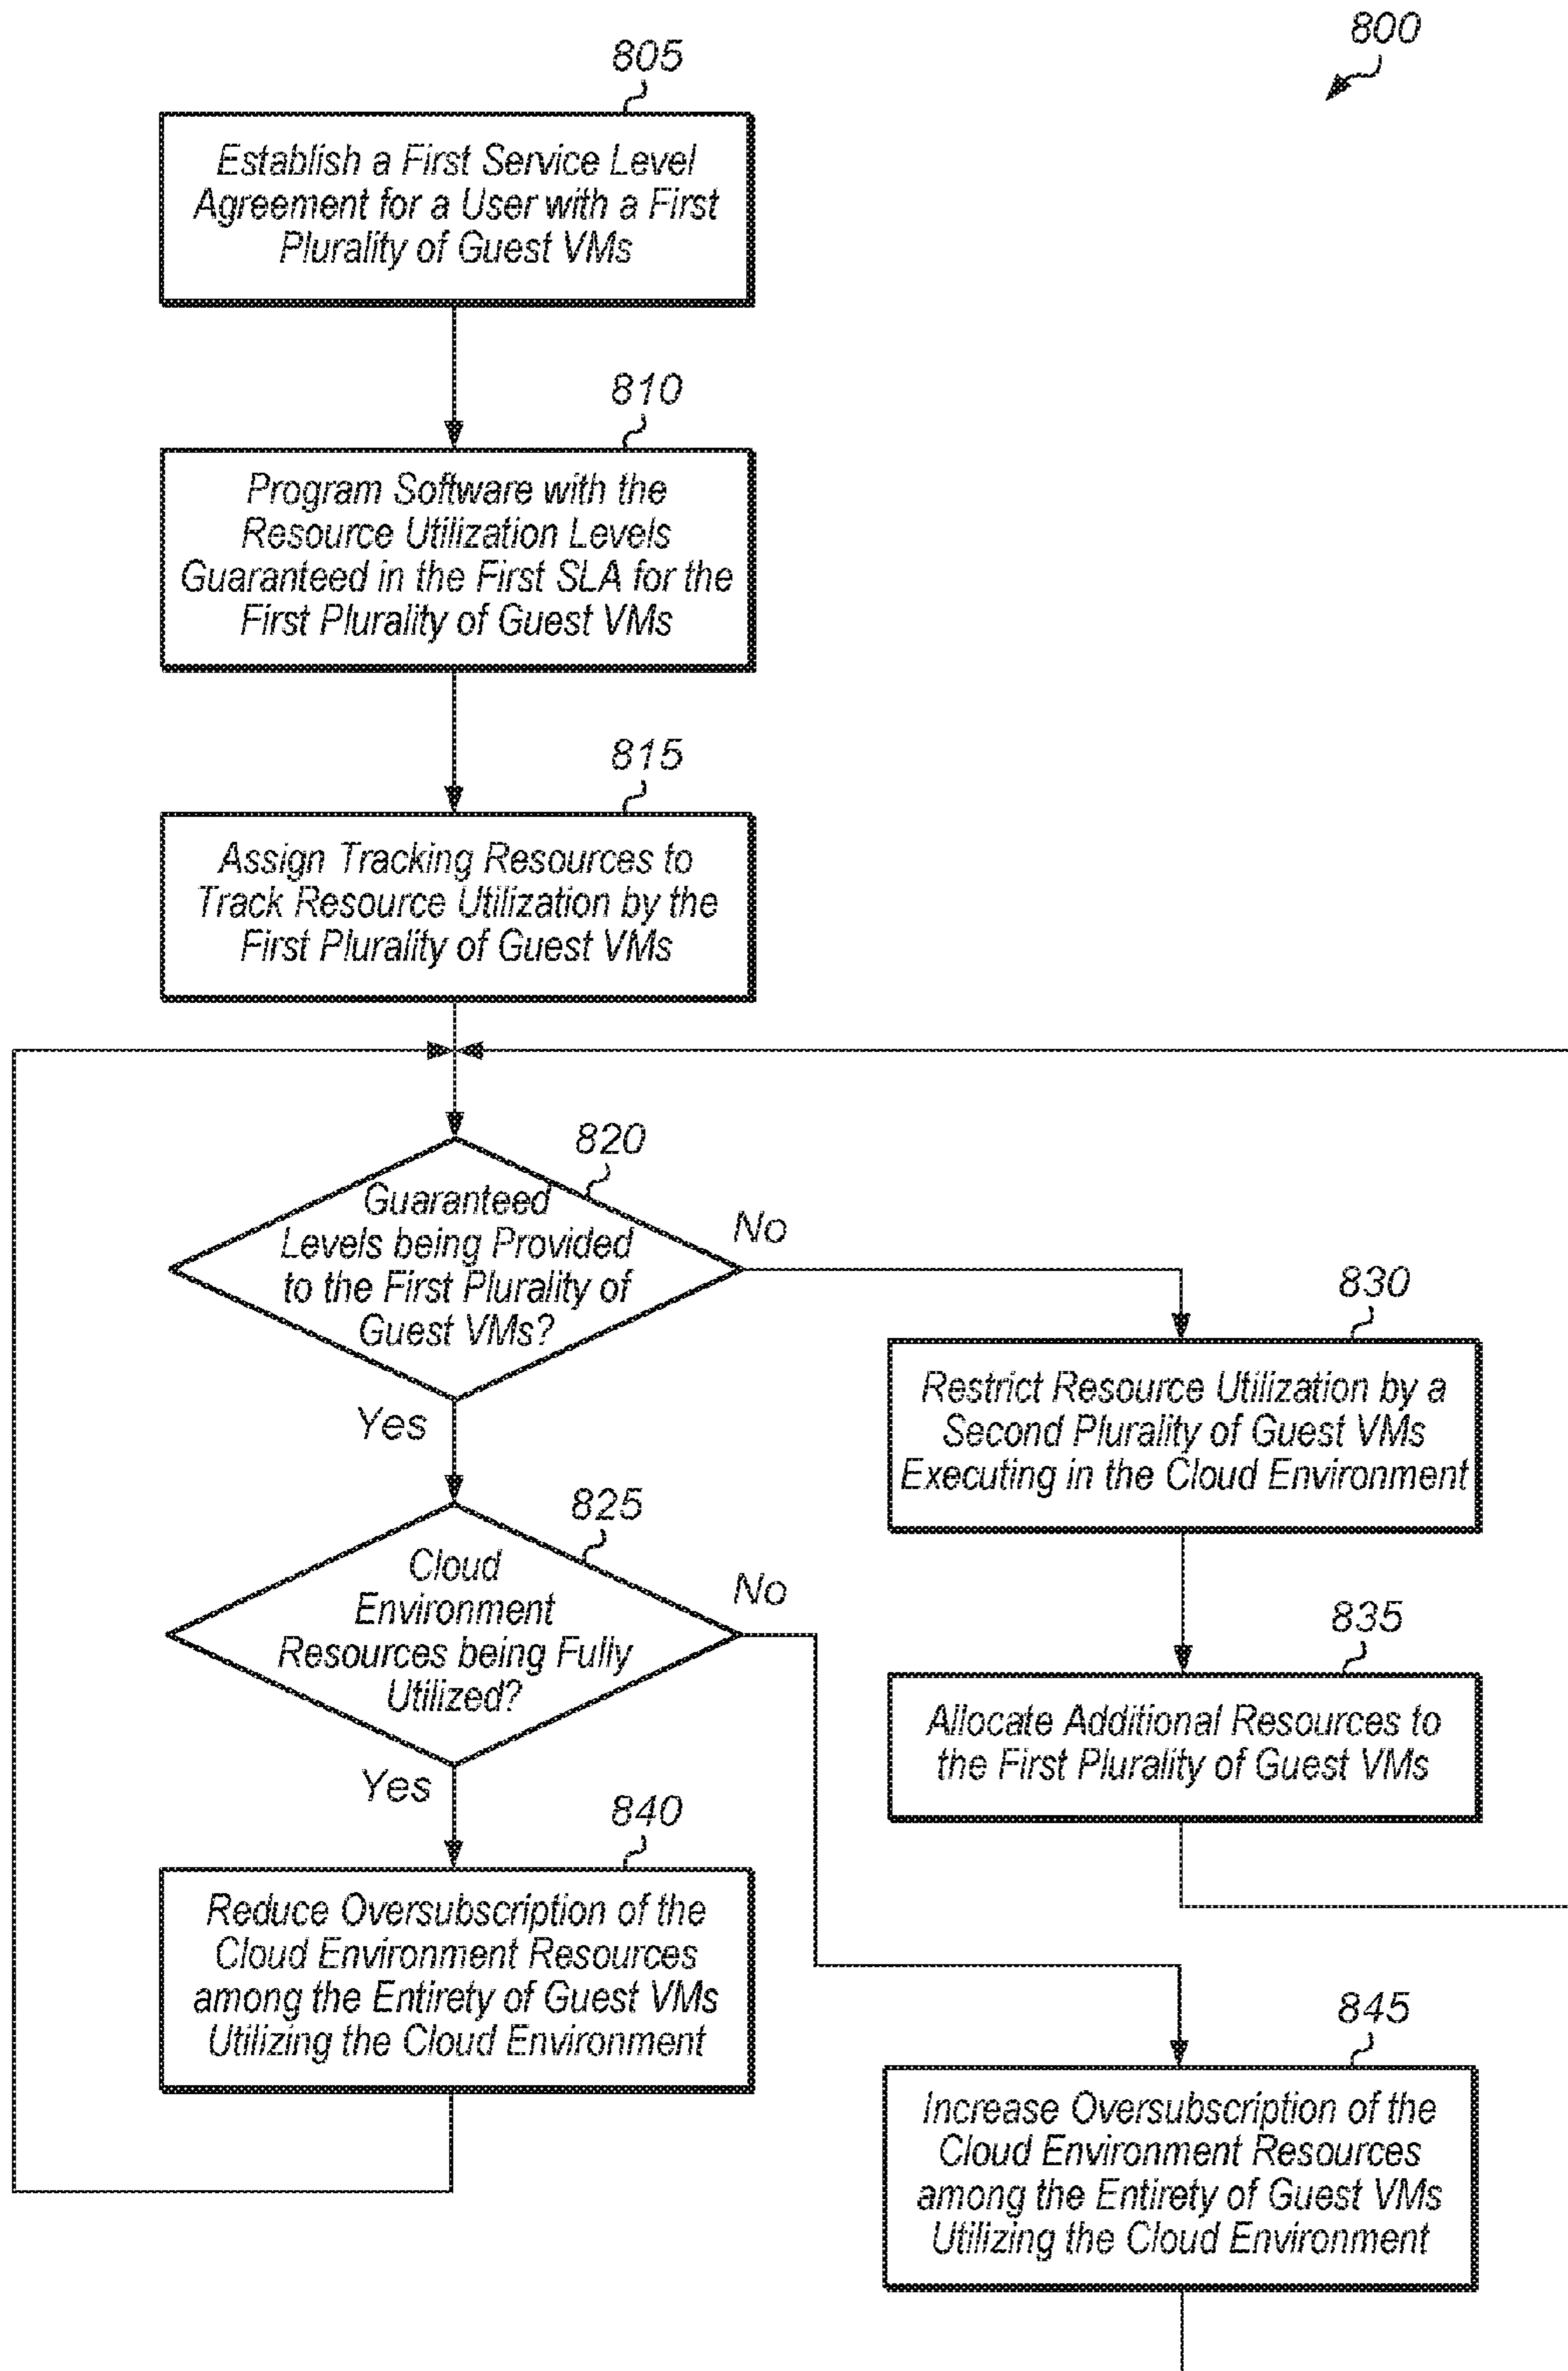 800
805
Establish a First Service Level
Agreement for a User with a First
Plurality of Guest VMs
810
Program Software with the
Resource Utilization Levels
Guaranteed in the First SLA for the
First Plurality of Guest VMs
815
Assign Tracking Resources to
Track Resource Utilization by the
First Plurality of Guest VMs
820
Guaranteed
Levels being Provided
to the First Plurality of
Guest VMs?
No
Yes
830
Restrict Resource Utilization by a
Second Plurality of Guest VMs
Executing in the Cloud Environment
825
Cloud
Environment
Resources being Fully
Utilized?
No
Yes
835
Allocate Additional Resources to
the First Plurality of Guest VMs
840
Reduce Oversubscription of the
Cloud Environment Resources
among the Entirety of Guest VMs
Utilizing the Cloud Environment
845
Increase Oversubscription of the
Cloud Environment Resources
among the Entirety of Guest VMs
Utilizing the Cloud Environment